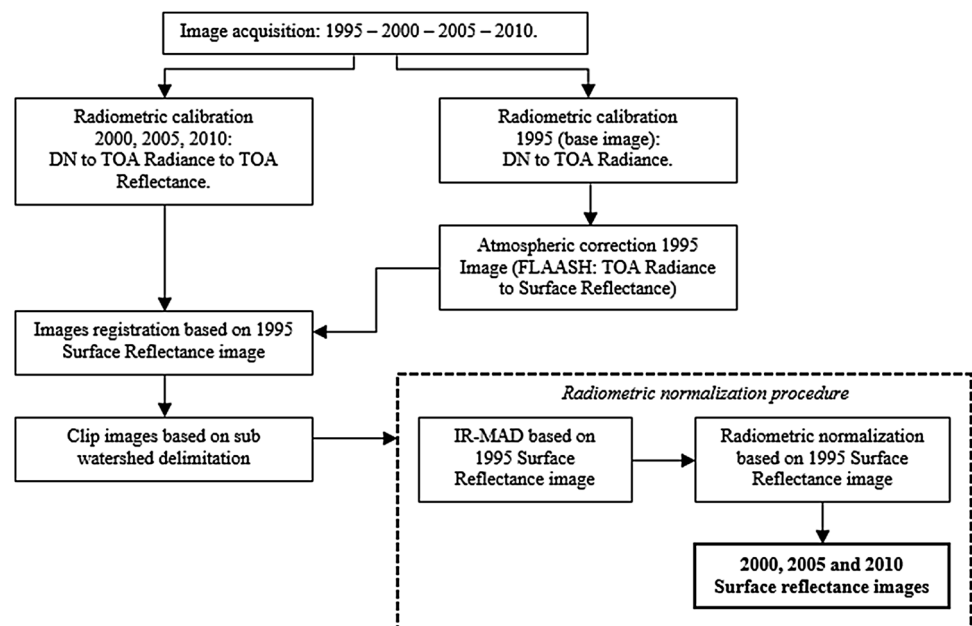 Image acquisition: 1995 – 2000 – 2005 – 2010.
Radiometric calibration
2000, 2005, 2010:
DN to TOA Radiance to TOA
Reflectance.
Radiometric calibration
1995 (base image):
DN to TOA Radiance.
Atmospheric correction 1995
Image (FLAASH: TOA Radiance
to Surface Reflectance)
Images registration based on 1995
Surface Reflectance image
Clip images based on sub
watershed delimitation
Radiometric normalization procedure
IR-MAD based on
1995 Surface
Reflectance image
Radiometric normalization
based on 1995 Surface
Reflectance image
2000, 2005 and 2010
Surface reflectance images